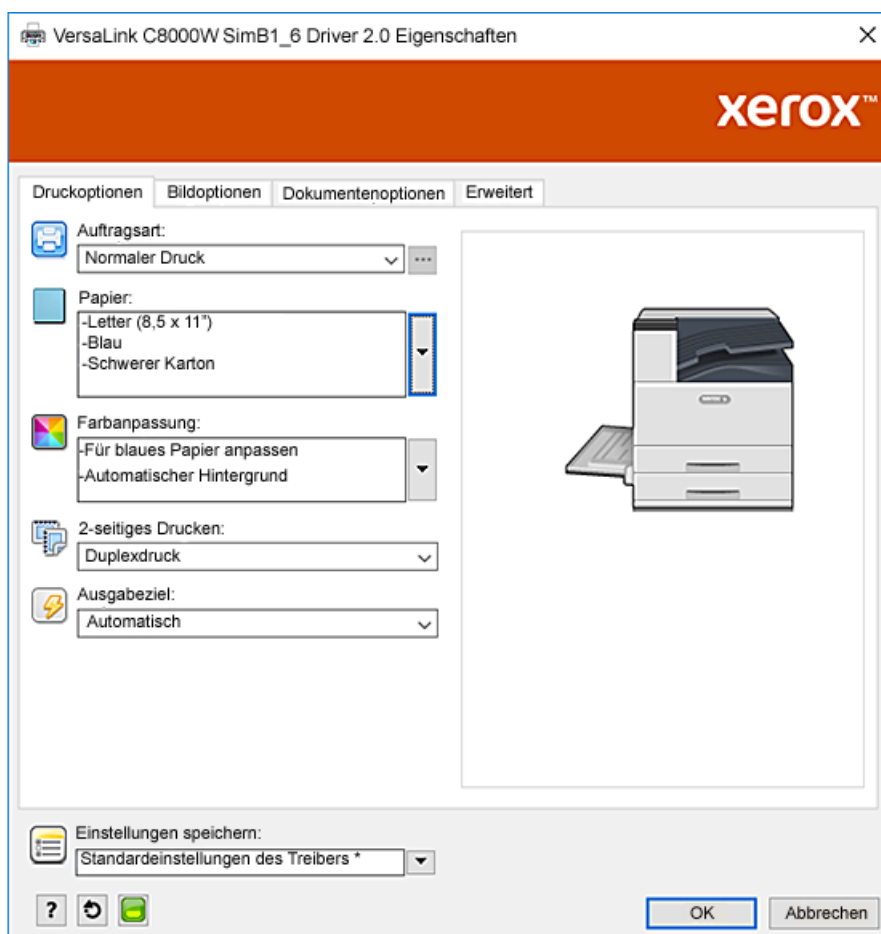 VersaLink C8000W SimB1_6 Driver 2.0 Eigenschaften
xerox™
Druckoptionen Bildoptionen Dokumentenoptionen Erweitert
Auftragsart:
Normaler Druck
Papier:
-Letter (8,5 x 11”)
-Blau
-Schwerer Karton
Farbanpassung:
-Für blaues Papier anpassen
-Automatischer Hintergrund
2-seitiges Drucken:
Duplexdruck
Ausgabeziel:
Automatisch
Einstellungen speichern:
Standardeinstellungen des Treibers *
?
OK Abbrechen